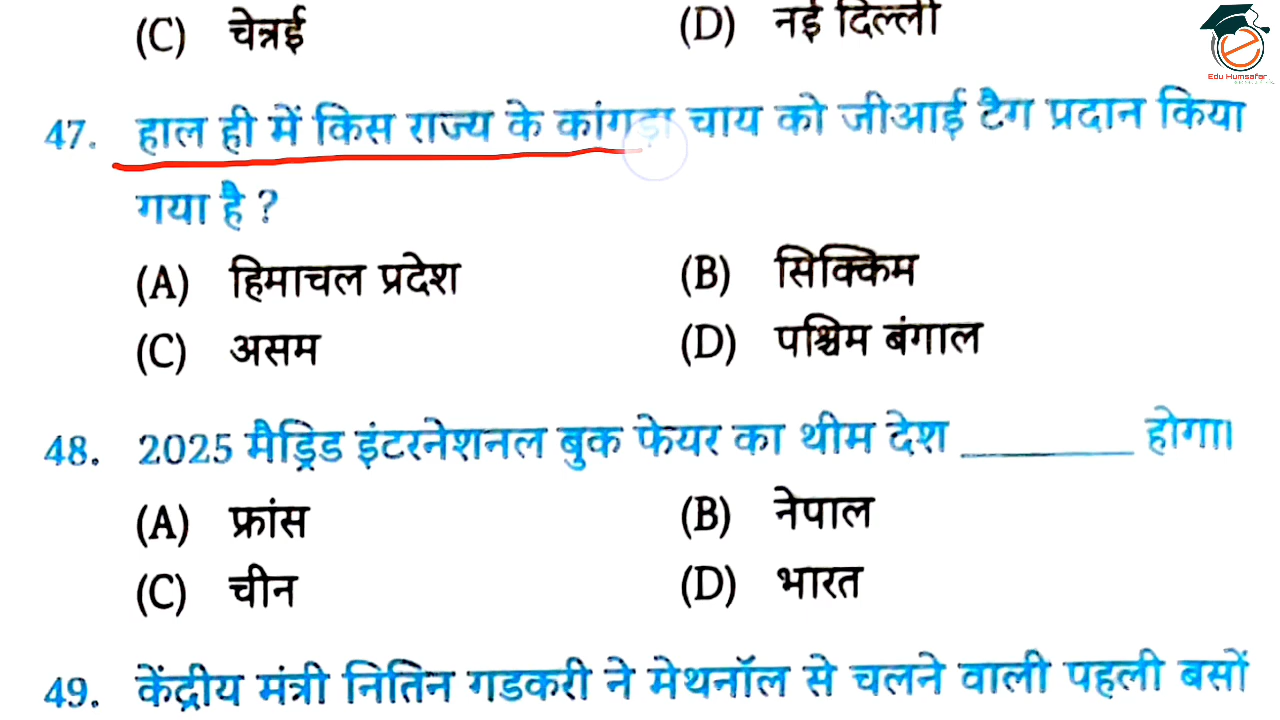 (C) चेन्नई (D) नई दिल्ली
Edu Humsafar
47. हाल ही में किस राज्य के कांगड़ा चाय को जीआई टैग प्रदान किया
गया है ?
(A) हिमाचल प्रदेश (B) सिक्किम
(C) असम (D) पश्चिम बंगाल
48. 2025 मैड्रिड इंटरनेशनल बुक फेयर का थीम देश ________ होगा।
(A) फ्रांस (B) नेपाल
(C) चीन (D) भारत
49. केंद्रीय मंत्री नितिन गडकरी ने मेथनॉल से चलने वाली पहली बसों